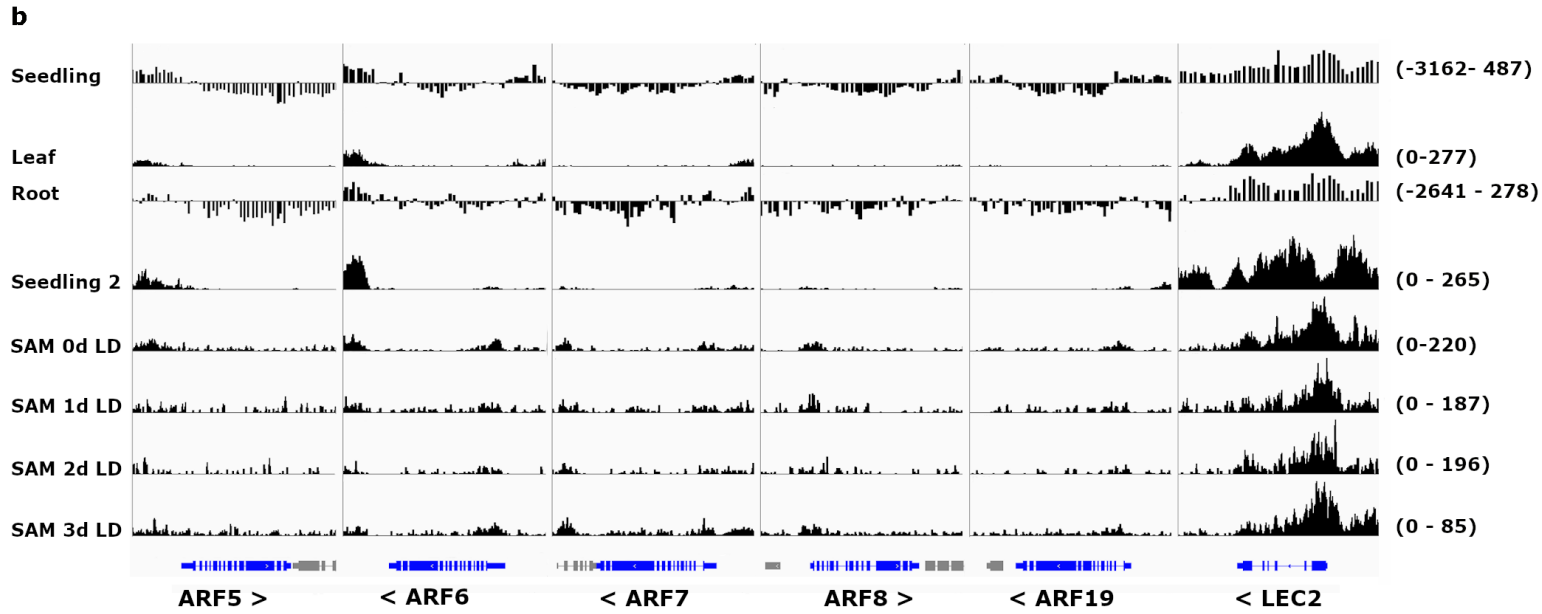 b
Seedling (-3162- 487)
Leaf (0-277)
Root (-2641 - 278)
Seedling 2 (0 - 265)
SAM 0d LD (0-220)
SAM 1d LD (0 - 187)
SAM 2d LD (0 - 196)
SAM 3d LD (0 - 85)
ARF5 > < ARF6 < ARF7 ARF8 > < ARF19 < LEC2